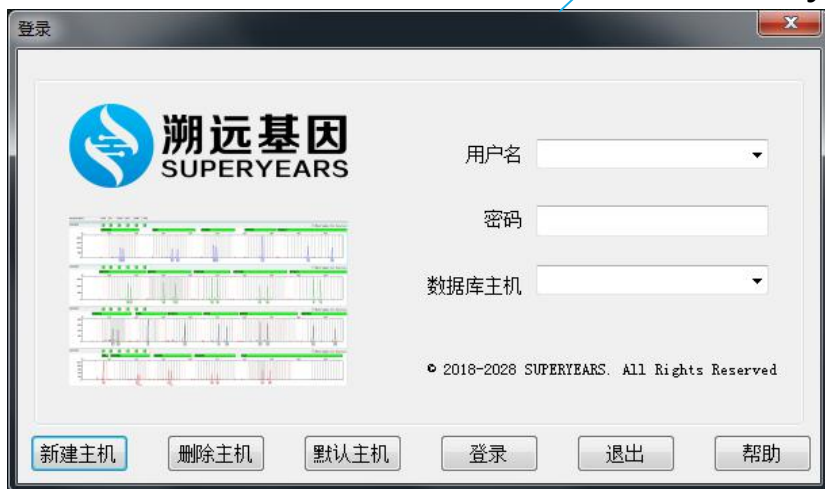 登录
溯远基因
SUPERYEARS
用户名
密码
数据库主机
© 2018-2028 SUPERYEARS. All Rights Reserved
新建主机
删除主机
默认主机
登录
退出
帮助